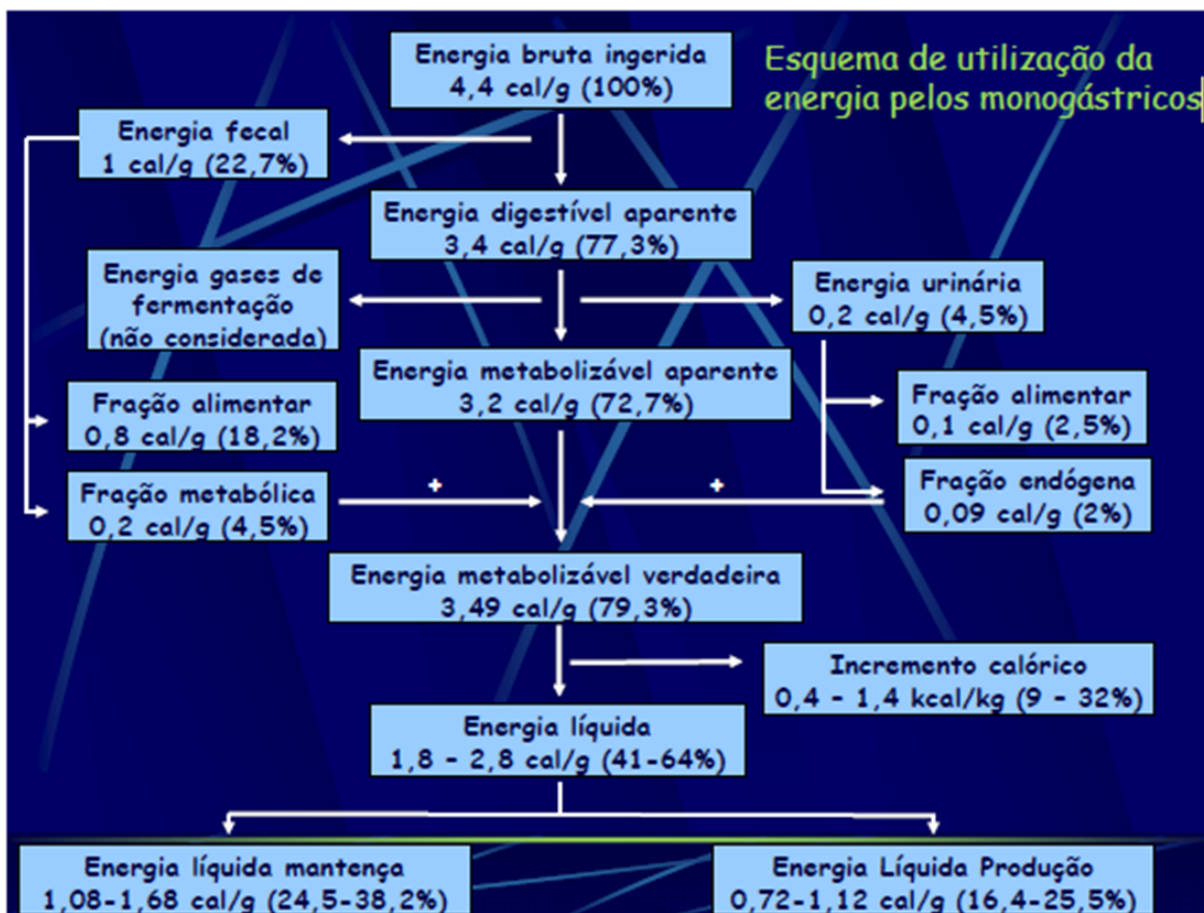 Esquema de utilização da
energia pelos monogástricos
Energia bruta ingerida
4,4 cal/g (100%)
Energia fecal
1 cal/g (22,7%)
Energia digestível aparente
3,4 cal/g (77,3%)
Energia gases de
fermentação
(não considerada)
Energia urinária
0,2 cal/g (4,5%)
Energia metabolizável aparente
3,2 cal/g (72,7%)
Fração alimentar
0,8 cal/g (18,2%)
Fração alimentar
0,1 cal/g (2,5%)
Fração metabólica
0,2 cal/g (4,5%)
+
+
Fração endógena
0,09 cal/g (2%)
Energia metabolizável verdadeira
3,49 cal/g (79,3%)
Incremento calórico
0,4 – 1,4 kcal/kg (9 – 32%)
Energia líquida
1,8 – 2,8 cal/g (41-64%)
Energia líquida mantença
1,08-1,68 cal/g (24,5-38,2%)
Energia Líquida Produção
0,72-1,12 cal/g (16,4-25,5%)